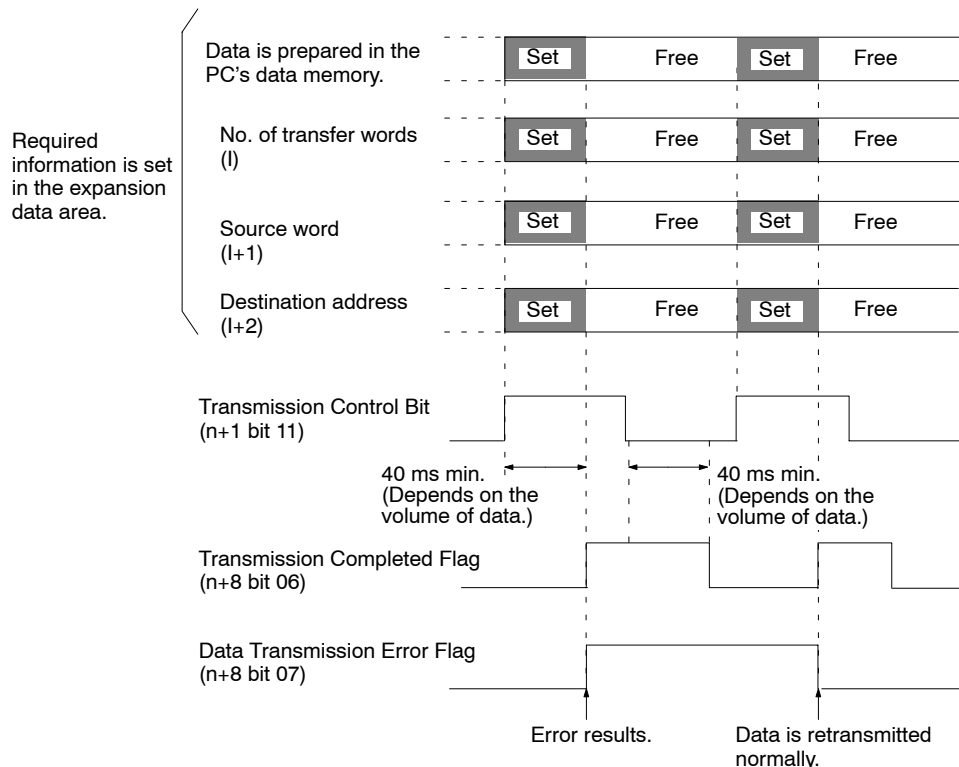 Required
information is set
in the expansion
data area.
Data is prepared in the
PC's data memory.
Set Free Set Free
No. of transfer words
(I)
Set Free Set Free
Source word
(I+1)
Set Free Set Free
Destination address
(I+2)
Set Free Set Free
Transmission Control Bit
(n+1 bit 11)
40 ms min.
(Depends on the
volume of data.)
40 ms min.
(Depends on the
volume of data.)
Transmission Completed Flag
(n+8 bit 06)
Data Transmission Error Flag
(n+8 bit 07)
Error results.
Data is retransmitted
normally.